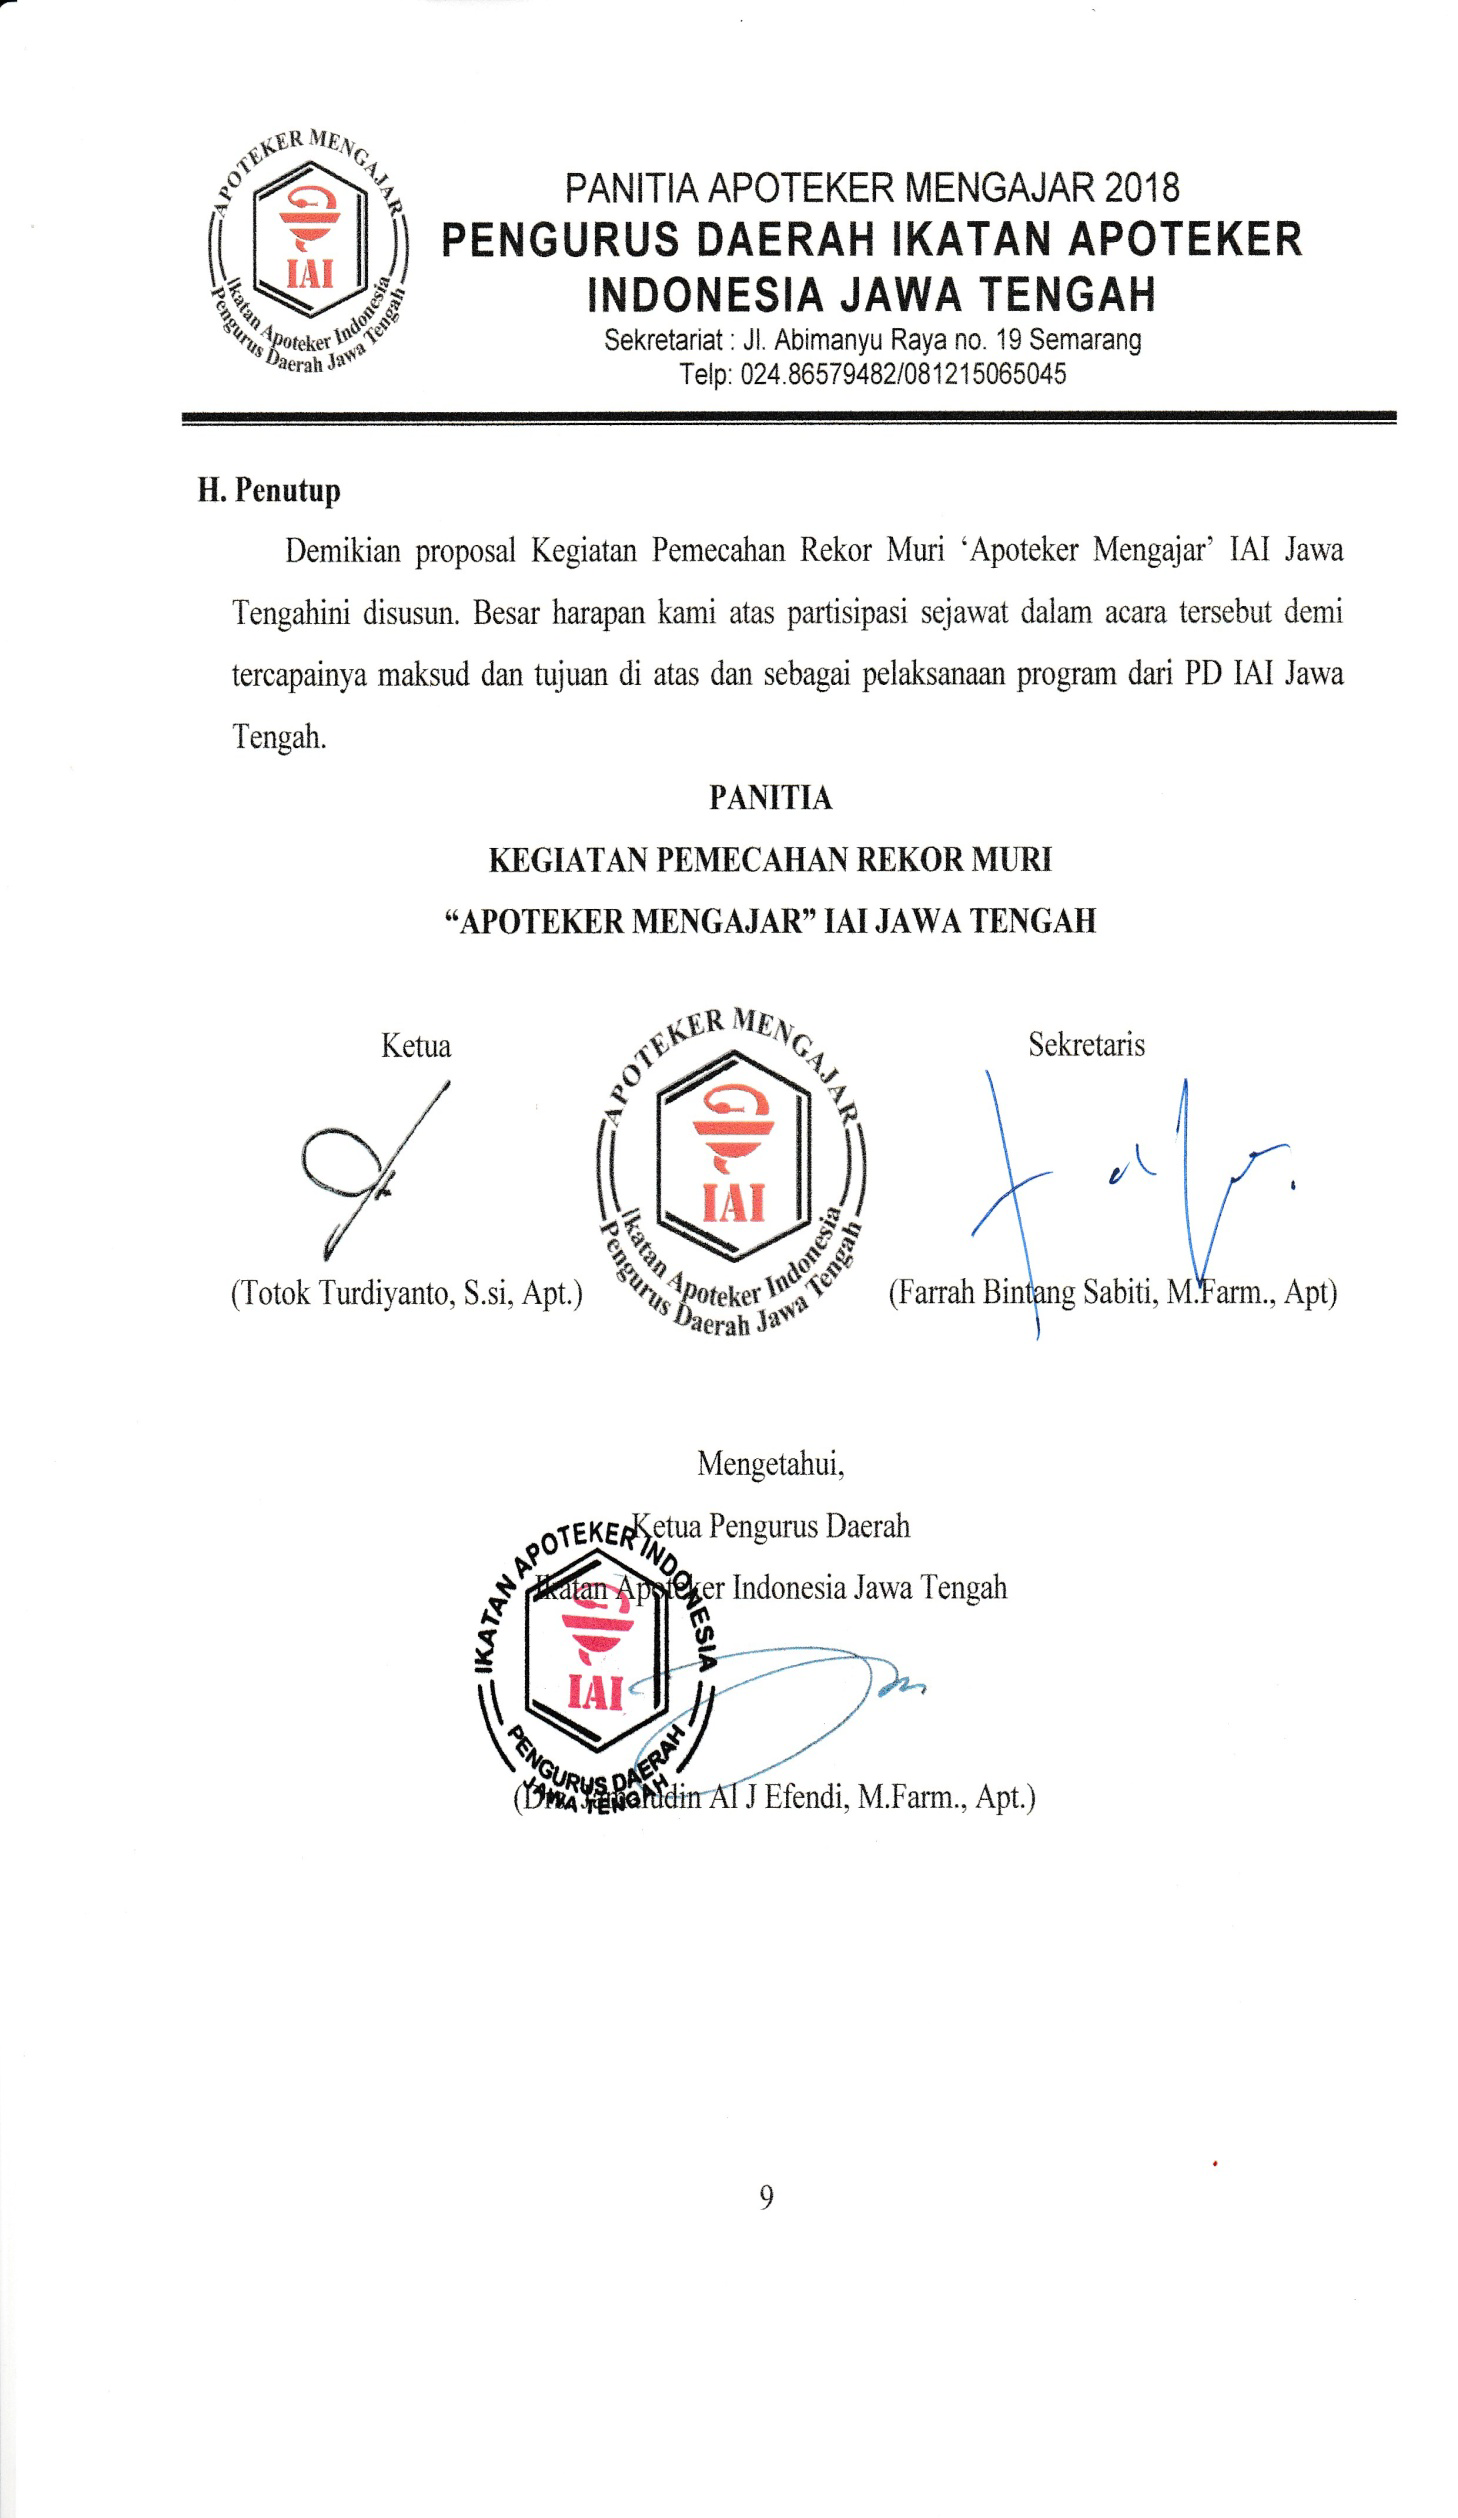 APOTEKER MENGAJAR
IAI
Ikatan Apoteker Indonesia
Pengurus Daerah Jawa Tengah
PANITIA APOTEKER MENGAJAR 2018
PENGURUS DAERAH IKATAN APOTEKER
INDONESIA JAWA TENGAH
Sekretariat : Jl. Abimanyu Raya no. 19 Semarang
Telp: 024.86579482/081215065045
H. Penutup
Demikian proposal Kegiatan Pemecahan Rekor Muri ‘Apoteker Mengajar’ IAI Jawa
Tengahini disusun. Besar harapan kami atas partisipasi sejawat dalam acara tersebut demi
tercapainya maksud dan tujuan di atas dan sebagai pelaksanaan program dari PD IAI Jawa
Tengah.
PANITIA
KEGIATAN PEMECAHAN REKOR MURI
“APOTEKER MENGAJAR” IAI JAWA TENGAH
Ketua
Sekretaris
APOTEKER MENGAJAR
IAI
Ikatan Apoteker Indonesia
Pengurus Daerah Jawa Tengah
(Totok Turdiyanto, S.si, Apt.)
(Farrah Bintang Sabiti, M.Farm., Apt)
Mengetahui,
Ketua Pengurus Daerah
Ikatan Apoteker Indonesia Jawa Tengah
IKATAN APOTEKER INDONESIA
IAI
PENGURUS DAERAH
JAWA TENGAH
Al J Efendi, M.Farm., Apt.)
9